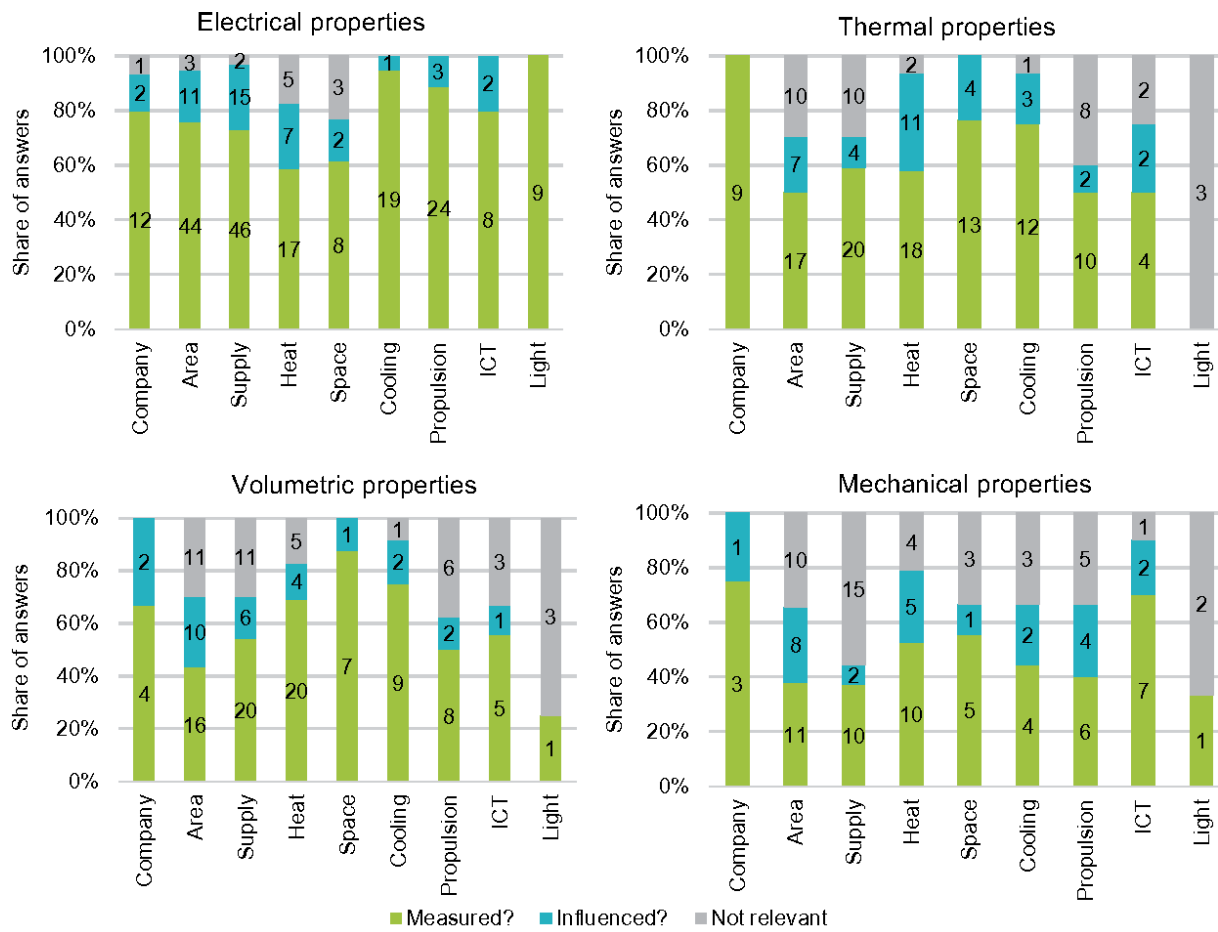 Electrical properties
Share of answers
100%
80%
60%
40%
20%
0%
1 3 2 5 3 1 3 2
2 11 15 7 2
12 44 46 17 8 19 24 8 9
Company Area Supply Heat Space Cooling Propulsion ICT Light
Thermal properties
Share of answers
100%
80%
60%
40%
20%
0%
10 10 2 4 1 8 2
7 4 11 3 2 2 3
9 17 20 18 13 12 10 4
Company Area Supply Heat Space Cooling Propulsion ICT Light
Volumetric properties
Share of answers
100%
80%
60%
40%
20%
0%
2 11 11 5 1 1 6 3
10 6 4 2 2 1 3
4 16 20 20 7 9 8 5 1
Company Area Supply Heat Space Cooling Propulsion ICT Light
Mechanical properties
Share of answers
100%
80%
60%
40%
20%
0%
1 10 15 4 3 3 5 1 2
8 2 5 1 2 4 2
3 11 10 10 5 4 6 7 1
Company Area Supply Heat Space Cooling Propulsion ICT Light
Measured? Influenced? Not relevant